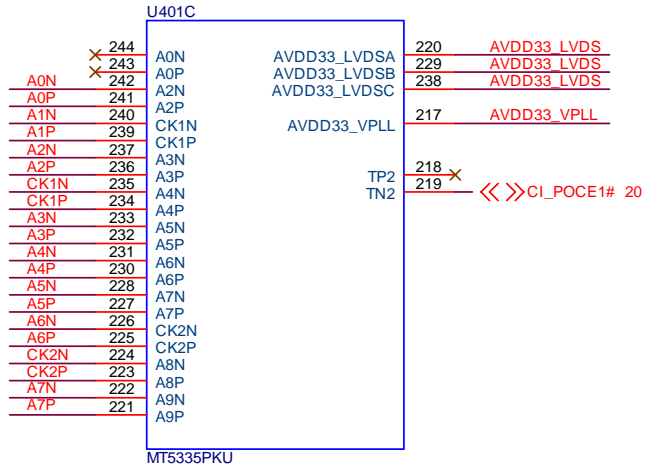 U401C
244 A0N AVDD33_LVDSA 220 AVDD33_LVDS
243 A0P AVDD33_LVDSB 229 AVDD33_LVDS
A0N 242 A2N AVDD33_LVDSC 238 AVDD33_LVDS
A0P 241 A2P
A1N 240 CK1N AVDD33_VPLL 217 AVDD33_VPLL
A1P 239 CK1P
A2N 237 A3N
A2P 236 A3P TP2 218
CK1N 235 A4N TN2 219 CI_POCE1# 20
CK1P 234 A4P
A3N 233 A5N
A3P 232 A5P
A4N 231 A6N
A4P 230 A6P
A5N 228 A7N
A5P 227 A7P
A6N 226 CK2N
A6P 225 CK2P
CK2N 224 A8N
CK2P 223 A8P
A7N 222 A9N
A7P 221 A9P
MT5335PKU